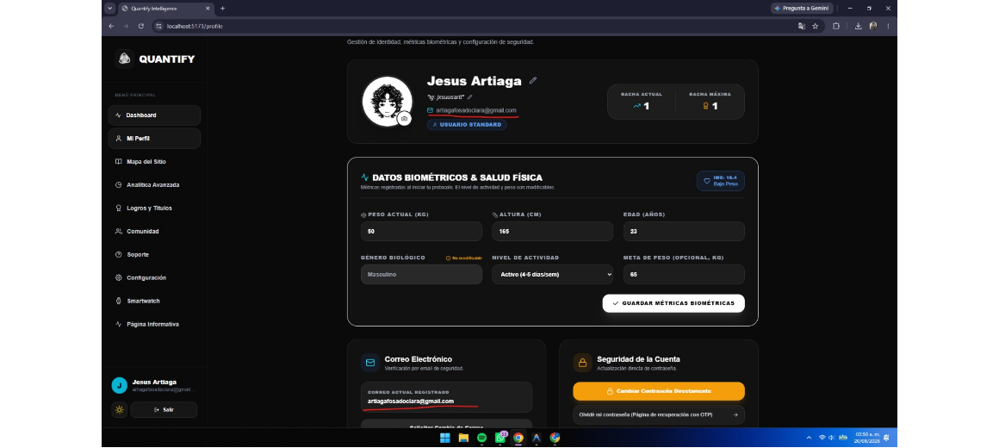 Quantify Intelligence
Pregunta a Gemini
localhost:5173/profile
QUANTIFY
MENÚ PRINCIPAL
Dashboard
Mi Perfil
Mapa del Sitio
Analítica Avanzada
Logros y Títulos
Comunidad
Soporte
Configuración
Smartwatch
Página Informativa
J
Jesus Artiaga
artiagafosadoclara@gmail...
Salir
Gestión de identidad, métricas biométricas y configuración de seguridad.
Jesus Artiaga
"ig: jxsuusarti"
artiagafosadoclara@gmail.com
USUARIO STANDARD
RACHA ACTUAL
1
RACHA MÁXIMA
1
DATOS BIOMÉTRICOS & SALUD FÍSICA
Métricas registradas al iniciar tu protocolo. El nivel de actividad y peso son modificables.
IMC: 18.4
Bajo Peso
PESO ACTUAL (KG)
50
ALTURA (CM)
165
EDAD (AÑOS)
23
GÉNERO BIOLÓGICO
No modificable
Masculino
NIVEL DE ACTIVIDAD
Activo (4-5 días/sem)
META DE PESO (OPCIONAL, KG)
65
GUARDAR MÉTRICAS BIOMÉTRICAS
Correo Electrónico
Verificación por email de seguridad.
CORREO ACTUAL REGISTRADO
artiagafosadoclara@gmail.com
Solicitar Cambio de Correo
Seguridad de la Cuenta
Actualización directa de contraseña.
Cambiar Contraseña Directamente
Olvidé mi contraseña (Página de recuperación con OTP)
02:50 a. m.
20/06/2026